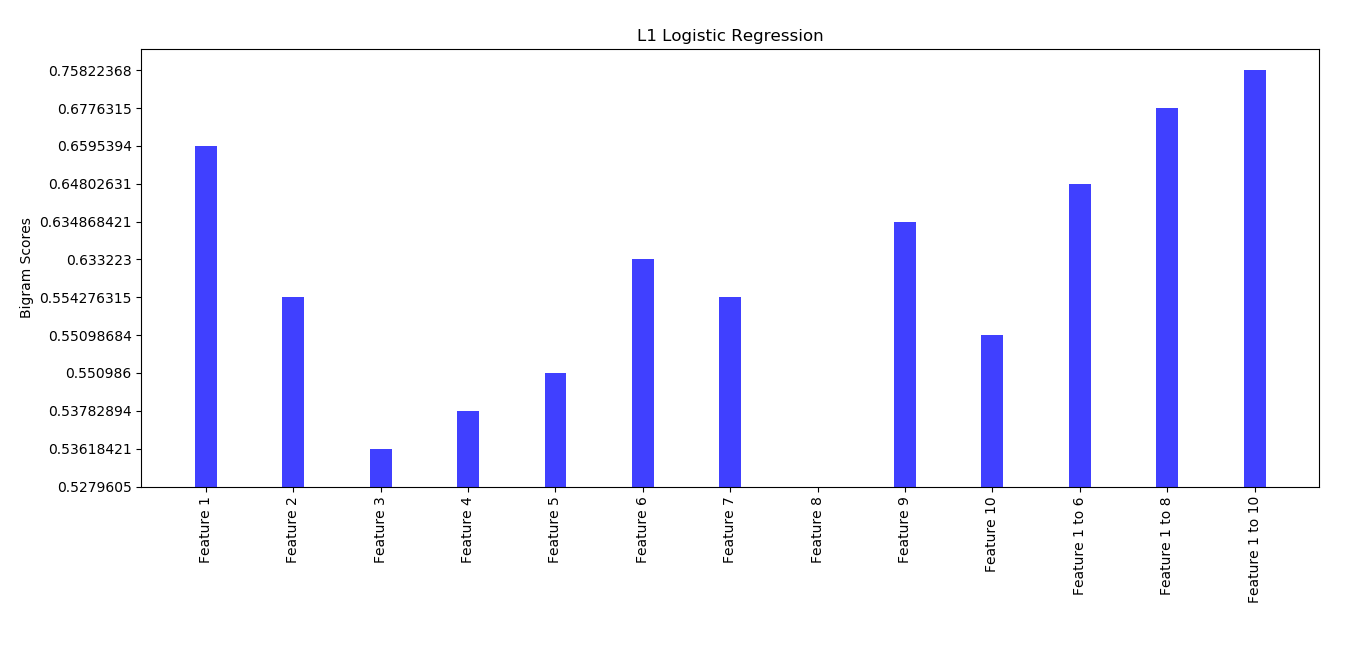 L1 Logistic Regression
Bigram Scores
0.75822368
0.6776315
0.6595394
0.64802631
0.634868421
0.633223
0.554276315
0.55098684
0.550986
0.53782894
0.53618421
0.5279605
Feature 1
Feature 2
Feature 3
Feature 4
Feature 5
Feature 6
Feature 7
Feature 8
Feature 9
Feature 10
Feature 1 to 6
Feature 1 to 8
Feature 1 to 10